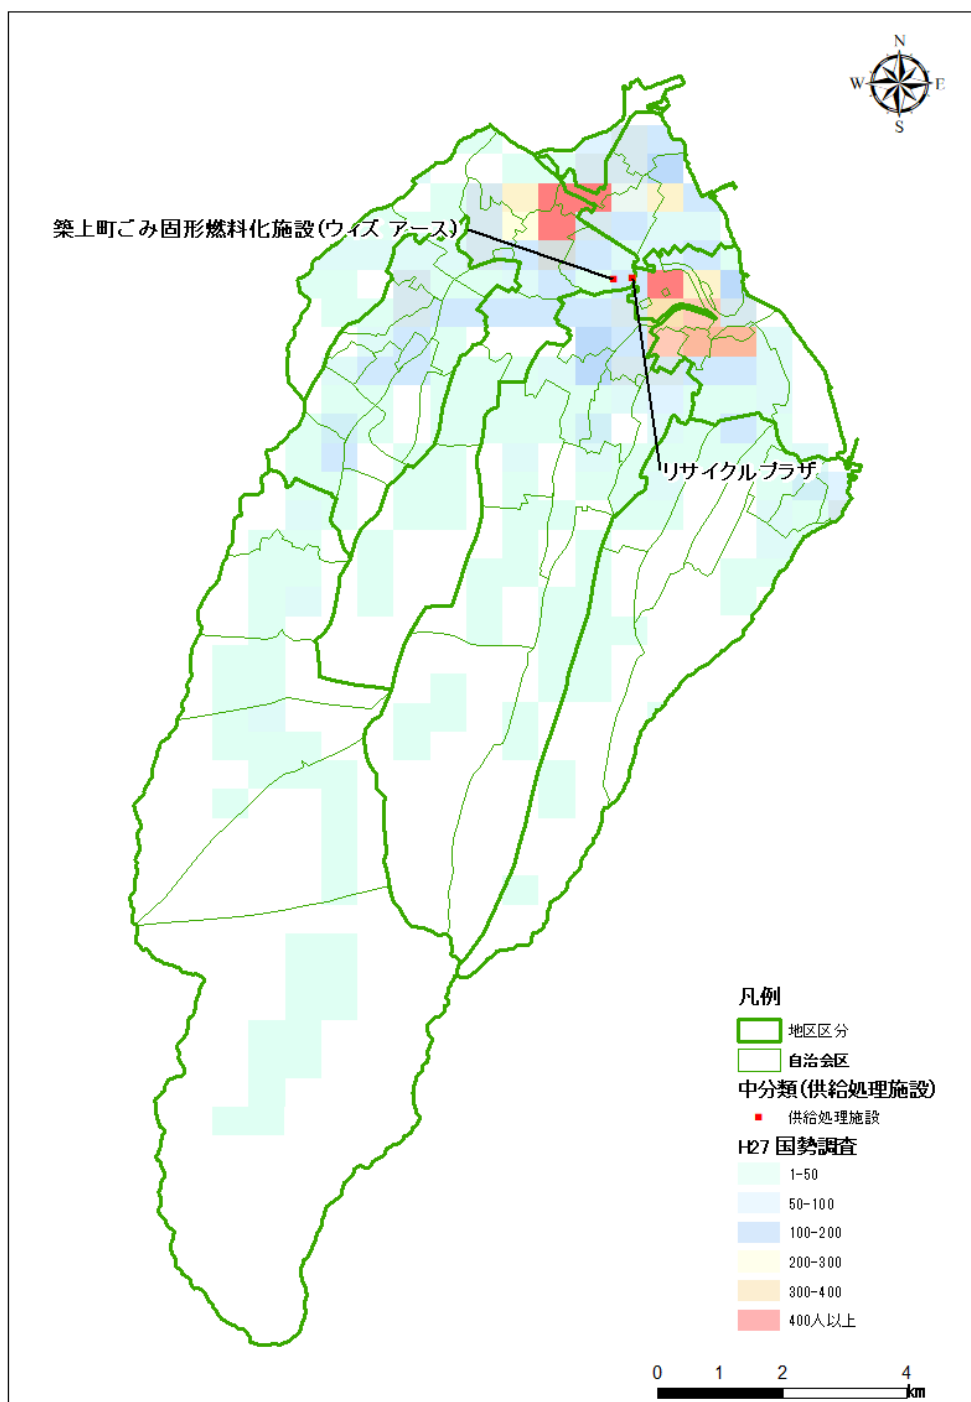 N
W E
S
築上町ごみ固形燃料化施設(ウィズ アース)
リサイクルプラザ
凡例
地区区分
自治会区
中分類(供給処理施設)
供給処理施設
H27 国勢調査
1-50
50-100
100-200
200-300
300-400
400人以上
0 1 2 4
km